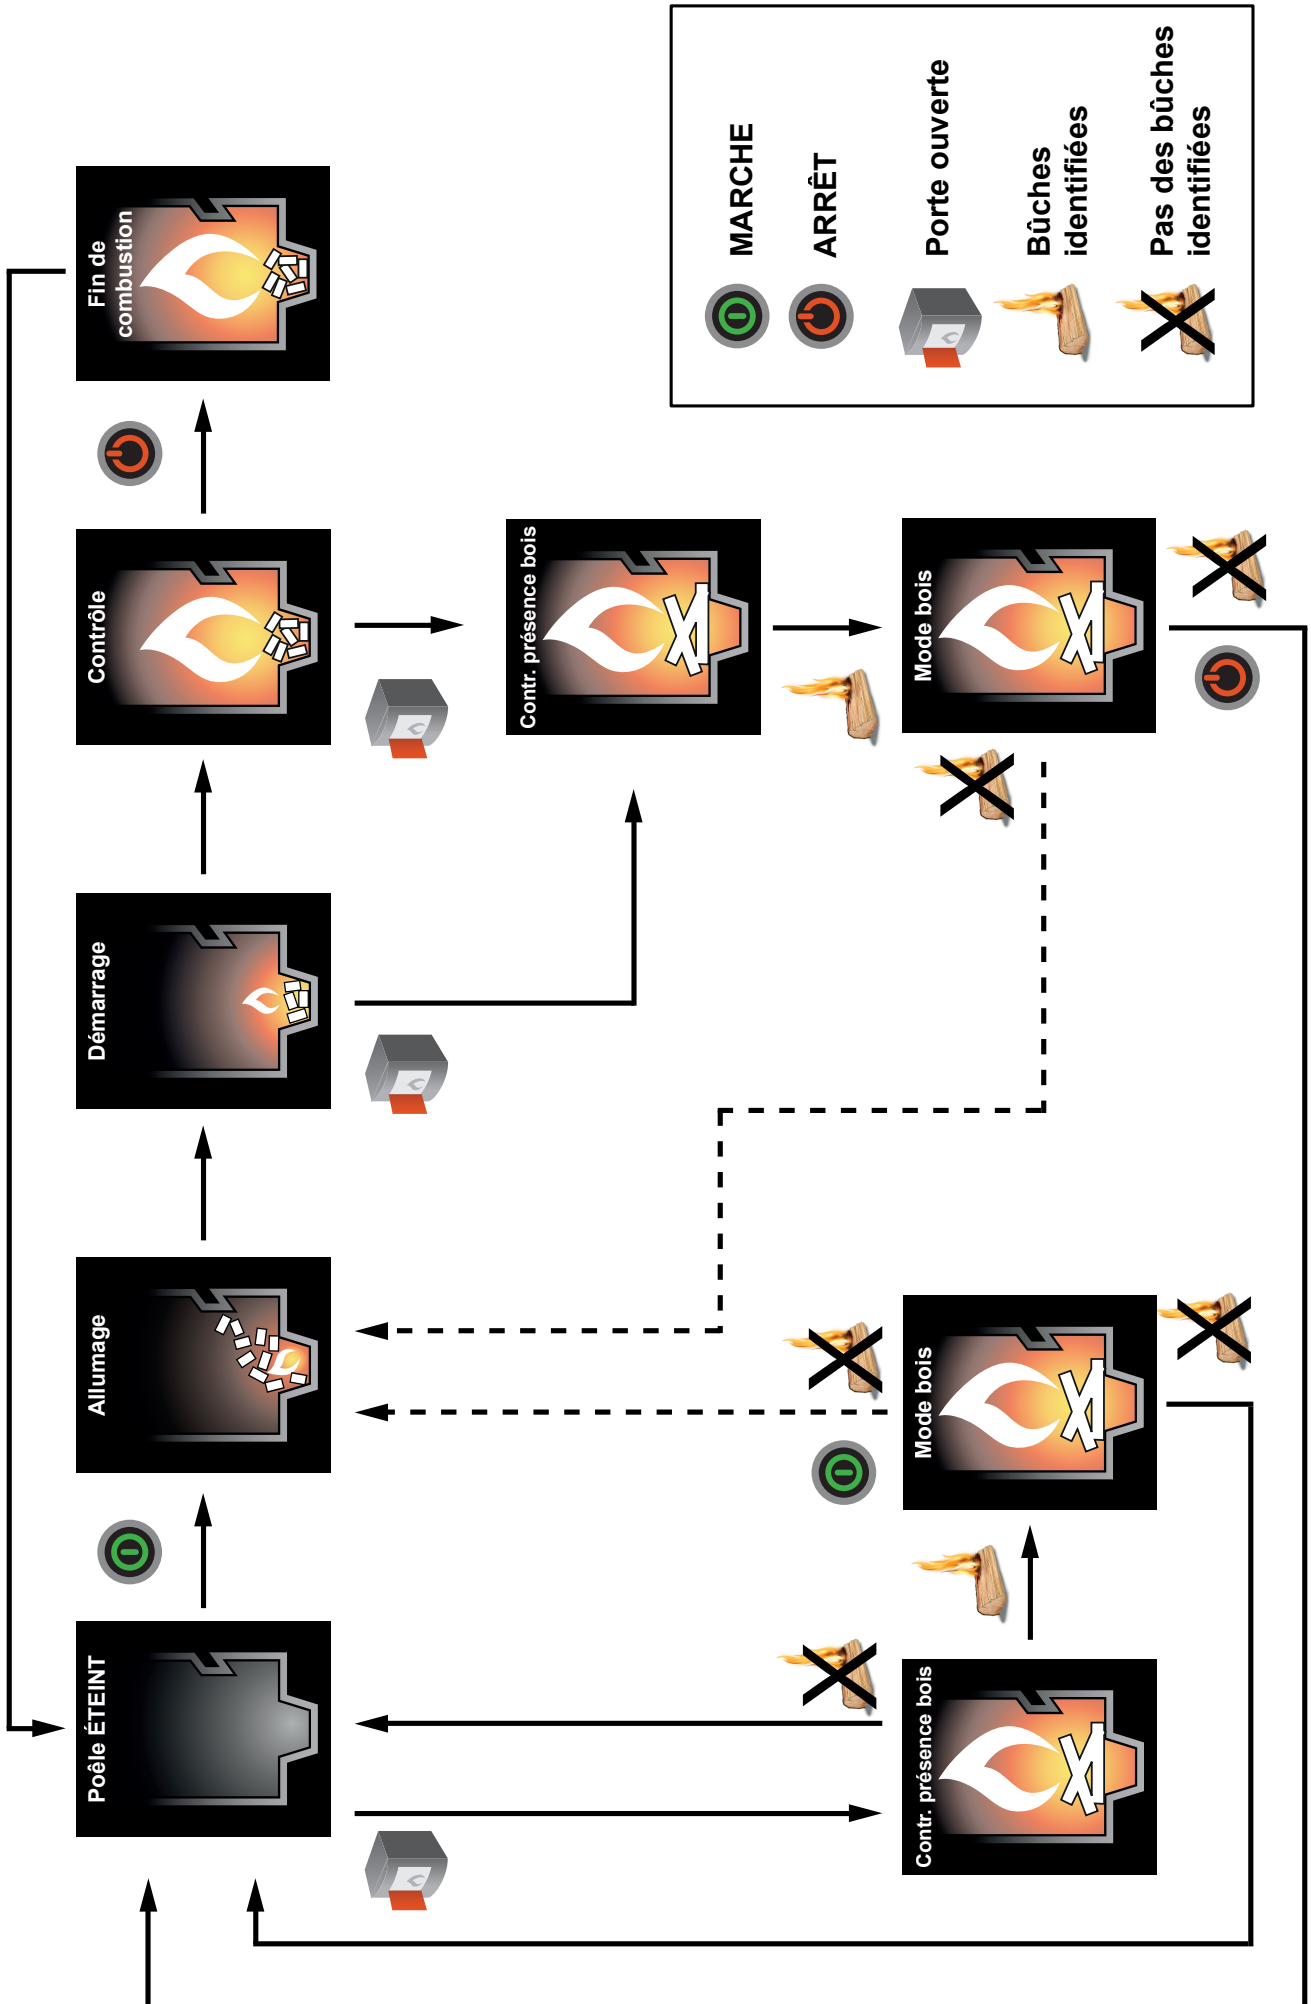 Poêle ÉTEINT
Allumage
Démarrage
Contrôle
Fin de
combustion
Contr. présence bois
Contr. présence bois
Mode bois
Mode bois
MARCHE
ARRÊT
Porte ouverte
Bûches
identifiées
Pas des bûches
identifiées